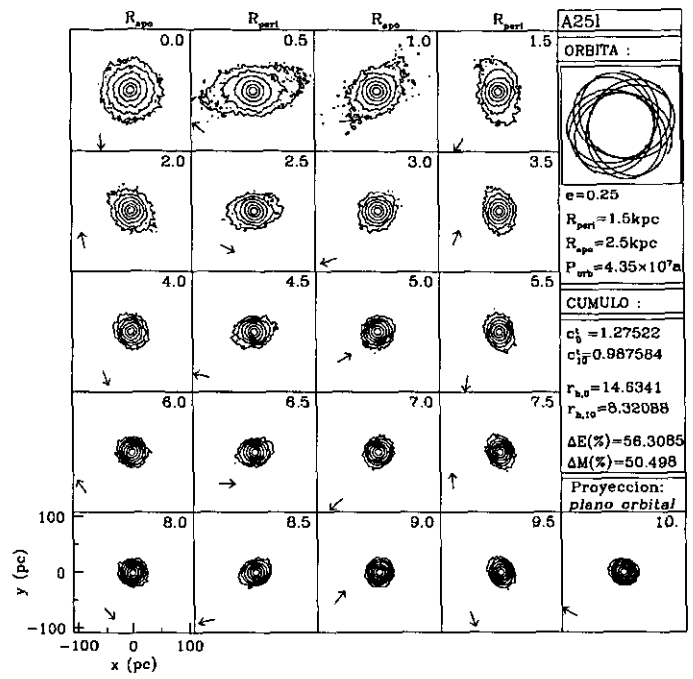 R_apo R_peri R_apo R_peri
A25l
0.0 0.5 1.0 1.5
ORBITA :
2.0 2.5 3.0 3.5
e=0.25
R_peri=1.5kpc
R_apo=2.5kpc
P_orb=4.35×10⁷a
4.0 4.5 5.0 5.5
CUMULO :
c^t_0=1.27522
c^t_10=0.987584
r_h,0=14.6341
r_h,10=8.32088
6.0 6.5 7.0 7.5
ΔE(%)=56.3085
ΔM(%)=50.498
Proyeccion:
plano orbital
8.0 8.5 9.0 9.5 10.
100
0
-100
y (pc)
-100 0 100
x (pc)